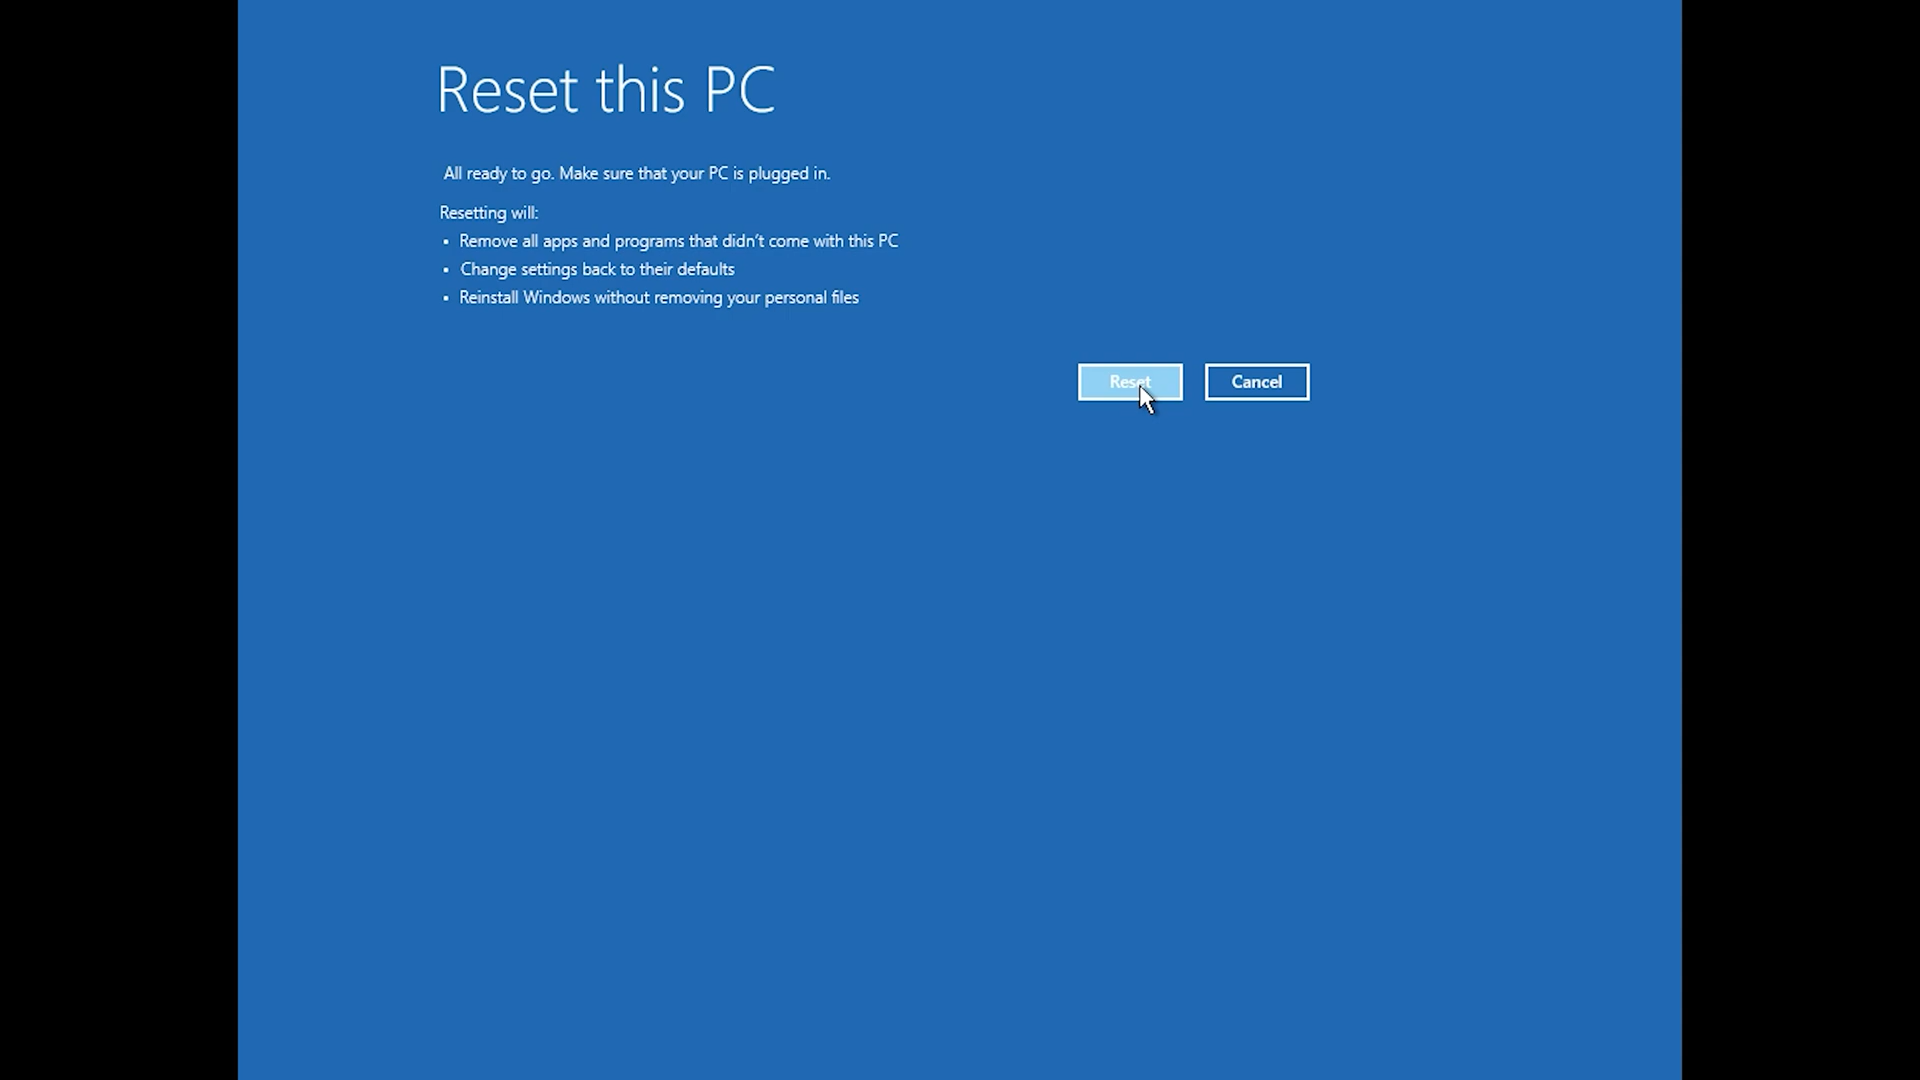 Reset this PC
All ready to go. Make sure that your PC is plugged in.
Resetting will:
▪ Remove all apps and programs that didn't come with this PC
▪ Change settings back to their defaults
▪ Reinstall Windows without removing your personal files
Reset Cancel